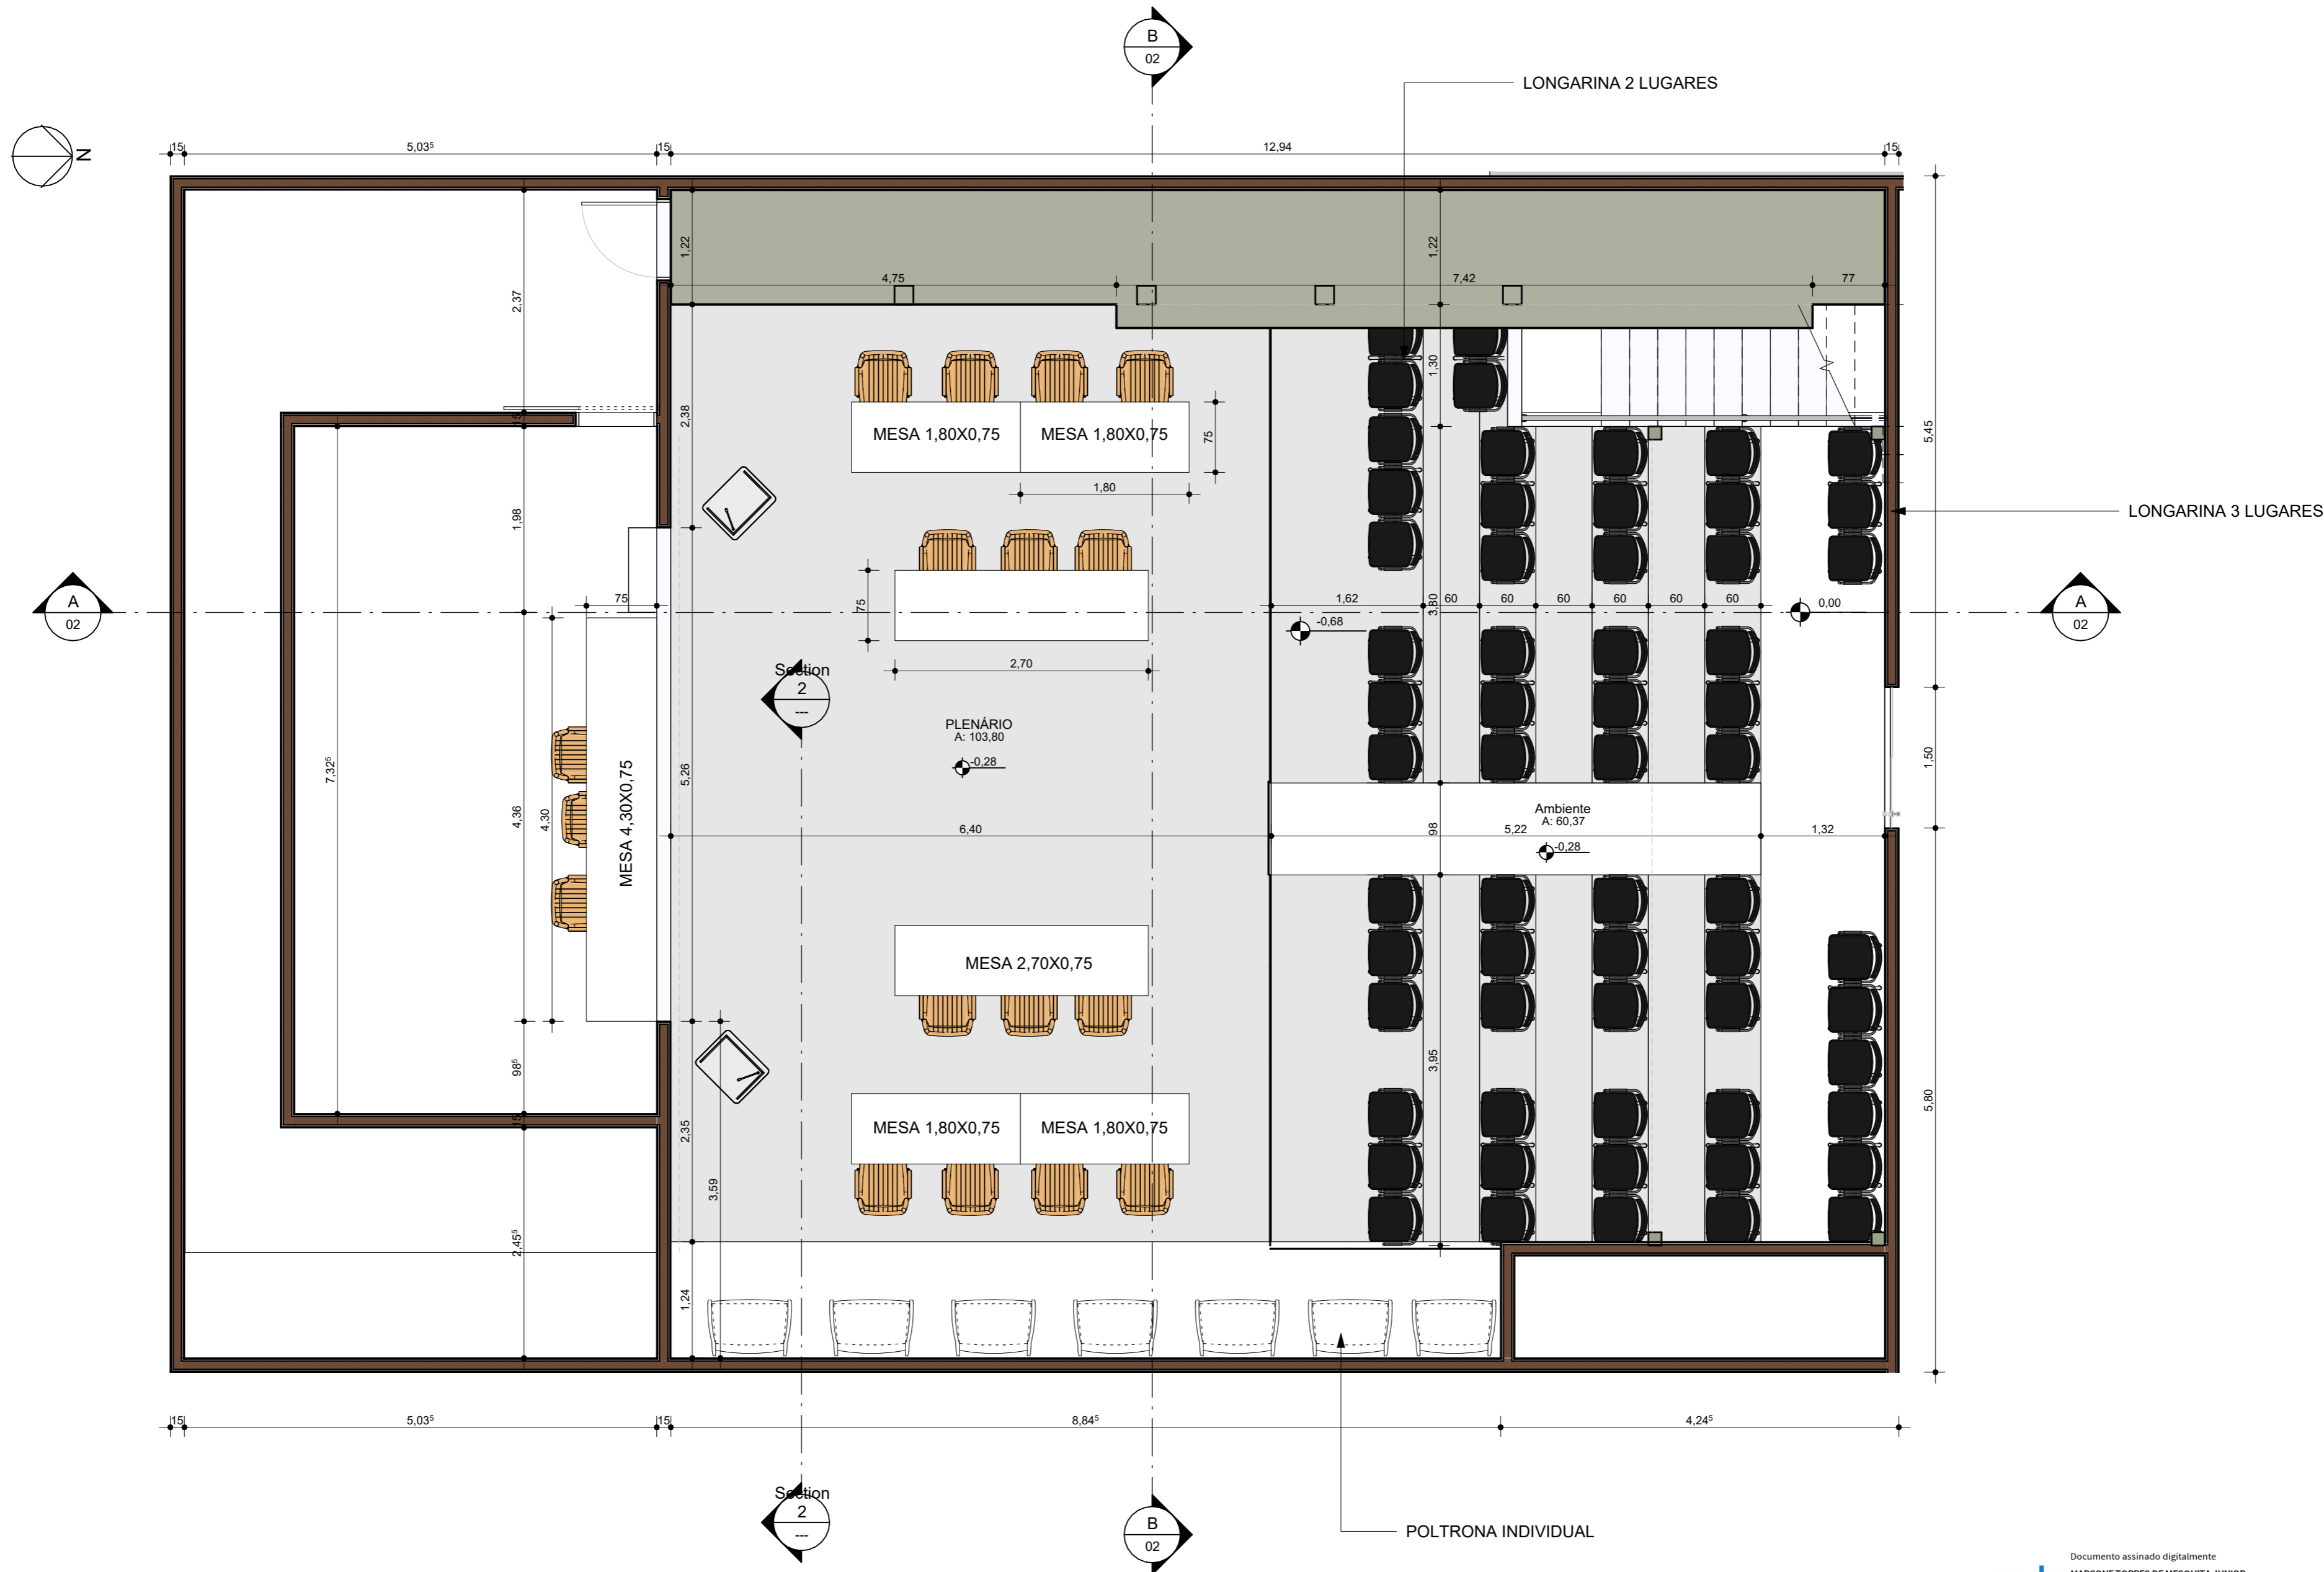 B
02
LONGARINA 2 LUGARES
N
15
5,03⁵
15
12,94
15
1,22
1,22
4,75
7,42
77
2,37
2,38
1,30
5,45
MESA 1,80X0,75
MESA 1,80X0,75
75
15
1,80
1,98
LONGARINA 3 LUGARES
A
02
75
75
1,62
60
3,80
60
60
60
60
60
0,00
A
02
-0,68
2,70
Section
2
---
PLENÁRIO
A: 103,80
-0,28
7,32⁵
4,36
4,30
MESA 4,30X0,75
5,26
1,50
Ambiente
A: 60,37
6,40
98
5,22
1,32
-0,28
MESA 2,70X0,75
98⁵
3,95
5,80
15
2,35
MESA 1,80X0,75
MESA 1,80X0,75
3,59
2,45⁵
1,24
15
5,03⁵
15
8,84⁵
4,24⁵
Section
2
---
B
02
POLTRONA INDIVIDUAL
Documento assinado digitalmente
MARCONE TORRES DE MESQUITA JUNIOR